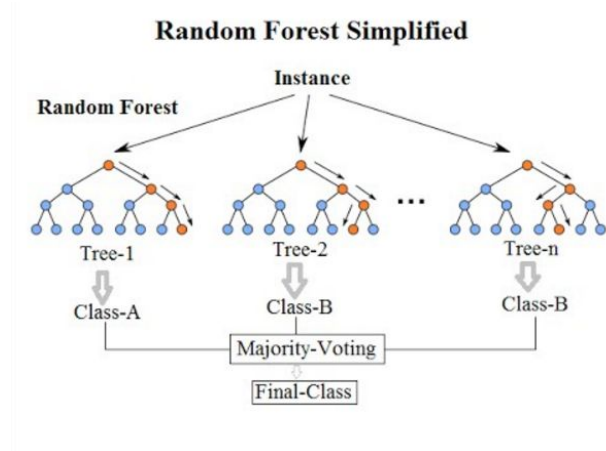 Random Forest Simplified
Instance
Random Forest
...
Tree-1 Tree-2 Tree-n
Class-A Class-B Class-B
Majority-Voting
Final-Class